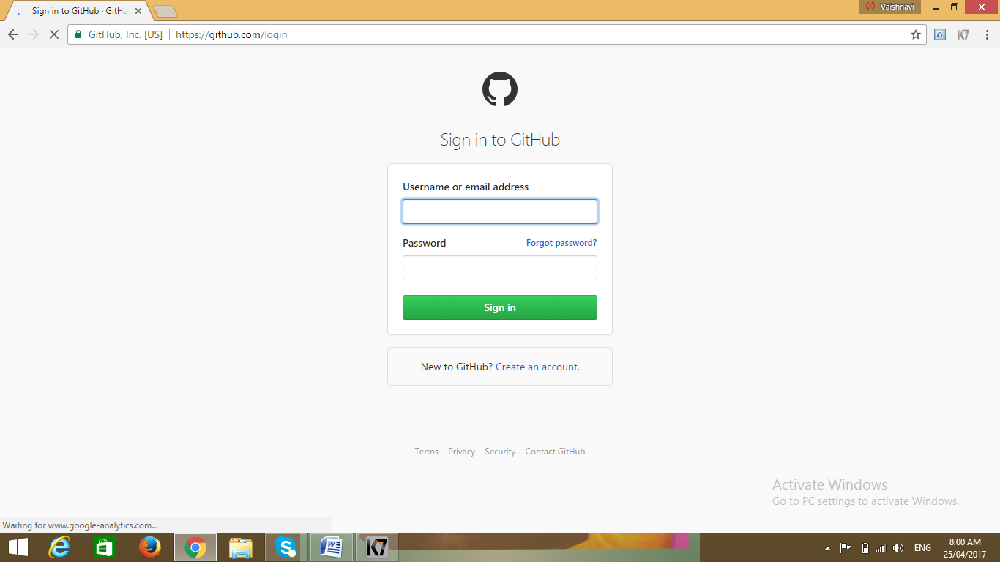 Sign in to GitHub · GitHu
Vaishnavi
GitHub, Inc. [US] https://github.com/login
K7
Sign in to GitHub
Username or email address
Password Forgot password?
Sign in
New to GitHub? Create an account.
Terms Privacy Security Contact GitHub
Activate Windows
Go to PC settings to activate Windows.
Waiting for www.google-analytics.com...
K7
ENG
8:00 AM
25/04/2017